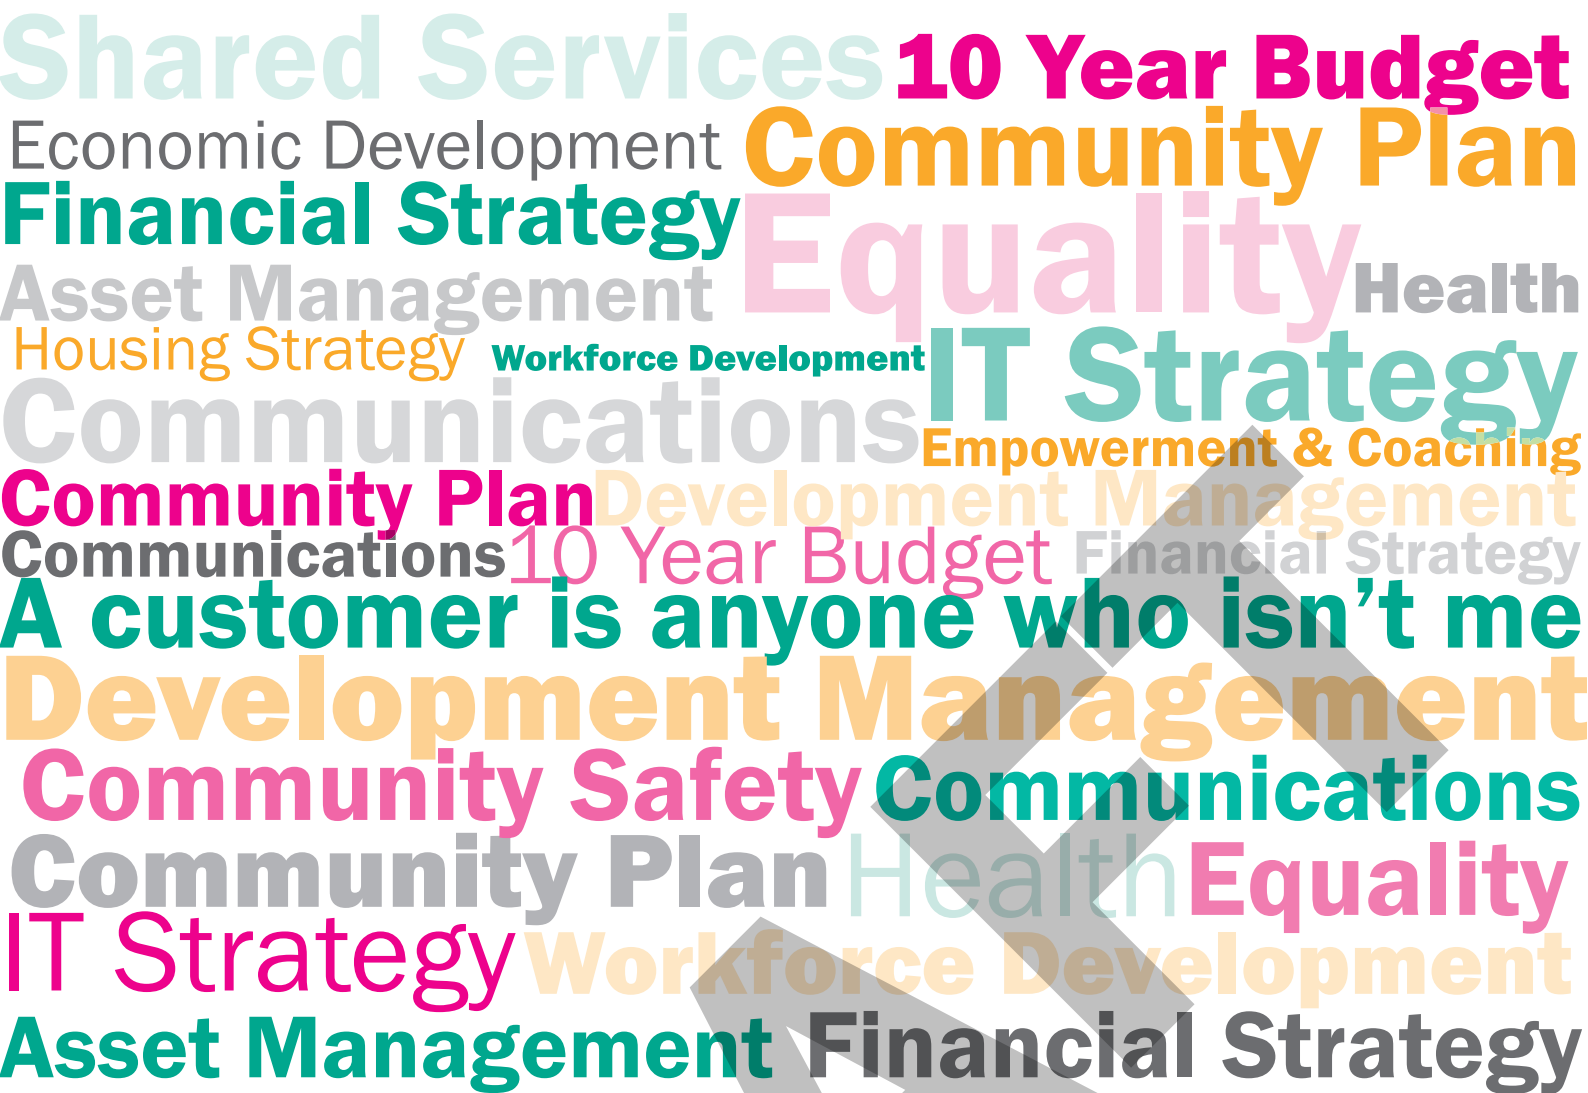 Shared Services 10 Year Budget
Economic Development Community Plan
Financial Strategy Equality
Asset Management Health
Housing Strategy Workforce Development IT Strategy
Communications Empowerment & Coaching
Community Plan Development Management
Communications 10 Year Budget Financial Strategy
A customer is anyone who isn't me
Development Management
Community Safety Communications
Community Plan Health Equality
IT Strategy Workforce Development
Asset Management Financial Strategy